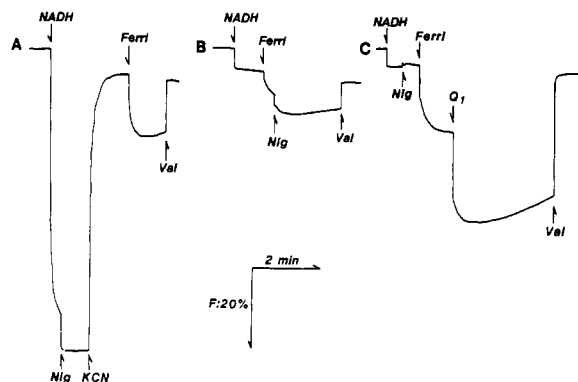 A
NADH
Ferri
Nig
KCN
Val
B
NADH
Ferri
Nig
Val
C
NADH
Ferri
Nig
Q1
Val
2 min
F:20%